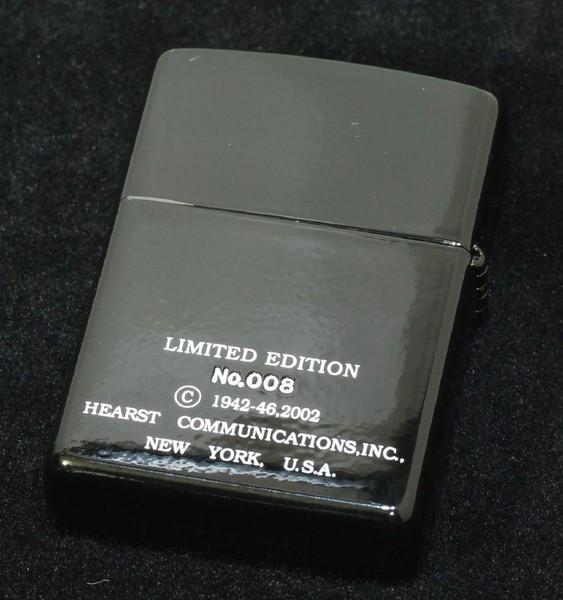 LIMITED EDITION
No.008
© 1942-46,2002
HEARST COMMUNICATIONS,INC.,
NEW YORK, U.S.A.